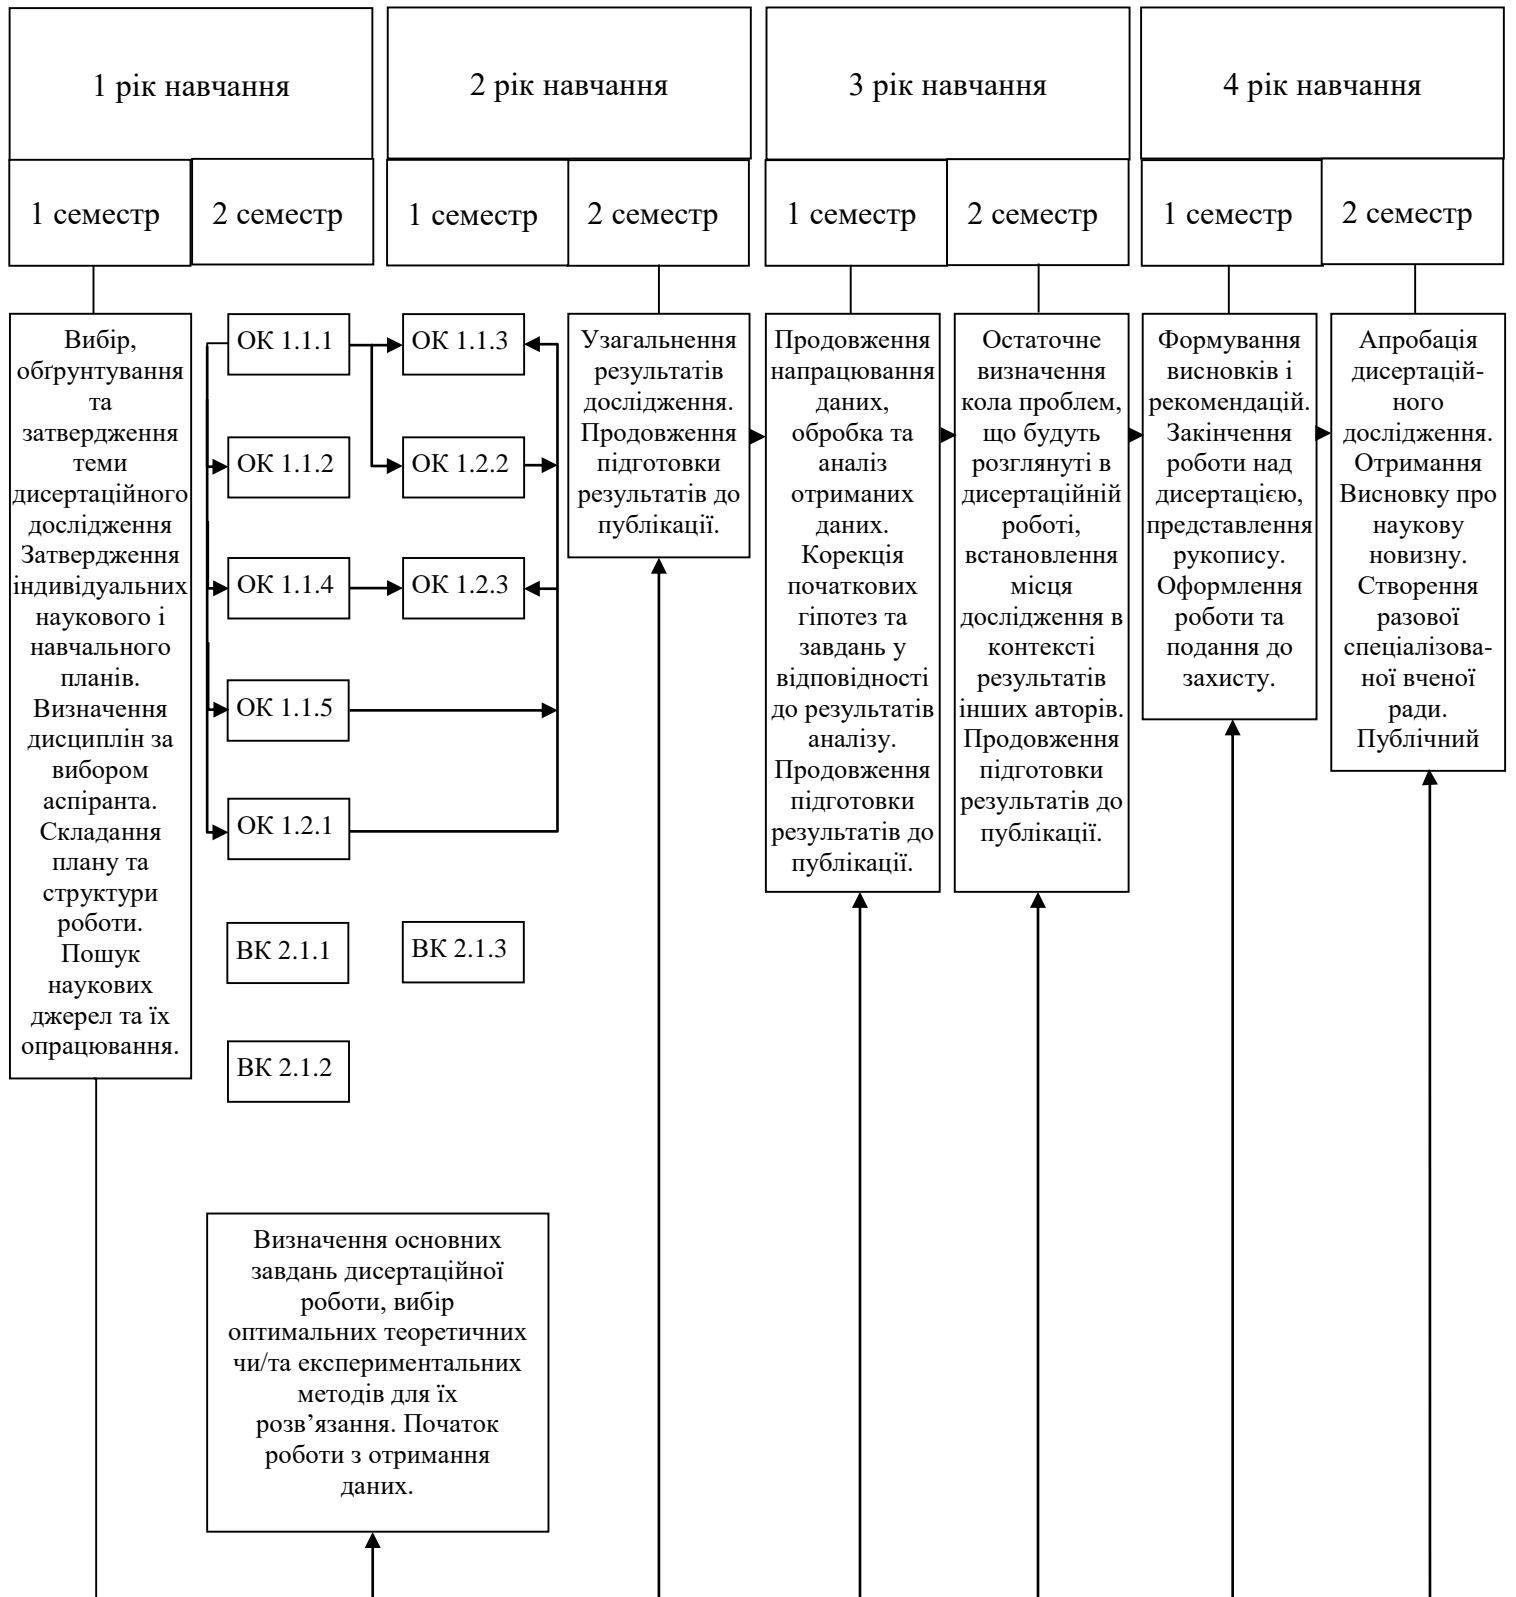 1 рік навчання
2 рік навчання
3 рік навчання
4 рік навчання
1 семестр
2 семестр
1 семестр
2 семестр
1 семестр
2 семестр
1 семестр
2 семестр
Вибір,
обґрунтування
та
затвердження
теми
дисертаційного
дослідження
Затвердження
індивідуальних
наукового і
навчального
планів.
Визначення
дисциплін за
вибором
аспіранта.
Складання
плану та
структури
роботи.
Пошук
наукових
джерел та їх
опрацювання.
ОК 1.1.1
ОК 1.1.2
ОК 1.1.4
ОК 1.1.5
ОК 1.2.1
ВК 2.1.1
ВК 2.1.2
ОК 1.1.3
ОК 1.2.2
ОК 1.2.3
ВК 2.1.3
Визначення основних
завдань дисертаційної
роботи, вибір
оптимальних теоретичних
чи/та експериментальних
методів для їх
розв’язання. Початок
роботи з отримання
даних.
Узагальнення
результатів
дослідження.
Продовження
підготовки
результатів до
публікації.
Продовження
напрацювання
даних,
обробка та
аналіз
отриманих
даних.
Корекція
початкових
гіпотез та
завдань у
відповідності
до результатів
аналізу.
Продовження
підготовки
результатів до
публікації.
Остаточне
визначення
кола проблем,
що будуть
розглянуті в
дисертаційній
роботі,
встановлення
місця
дослідження в
контексті
результатів
інших авторів.
Продовження
підготовки
результатів до
публікації.
Формування
висновків і
рекомендацій.
Закінчення
роботи над
дисертацією,
представлення
рукопису.
Оформлення
роботи та
подання до
захисту.
Апробація
дисертацій-
ного
дослідження.
Отримання
Висновку про
наукову
новизну.
Створення
разової
спеціалізова-
ної вченої
ради.
Публічний